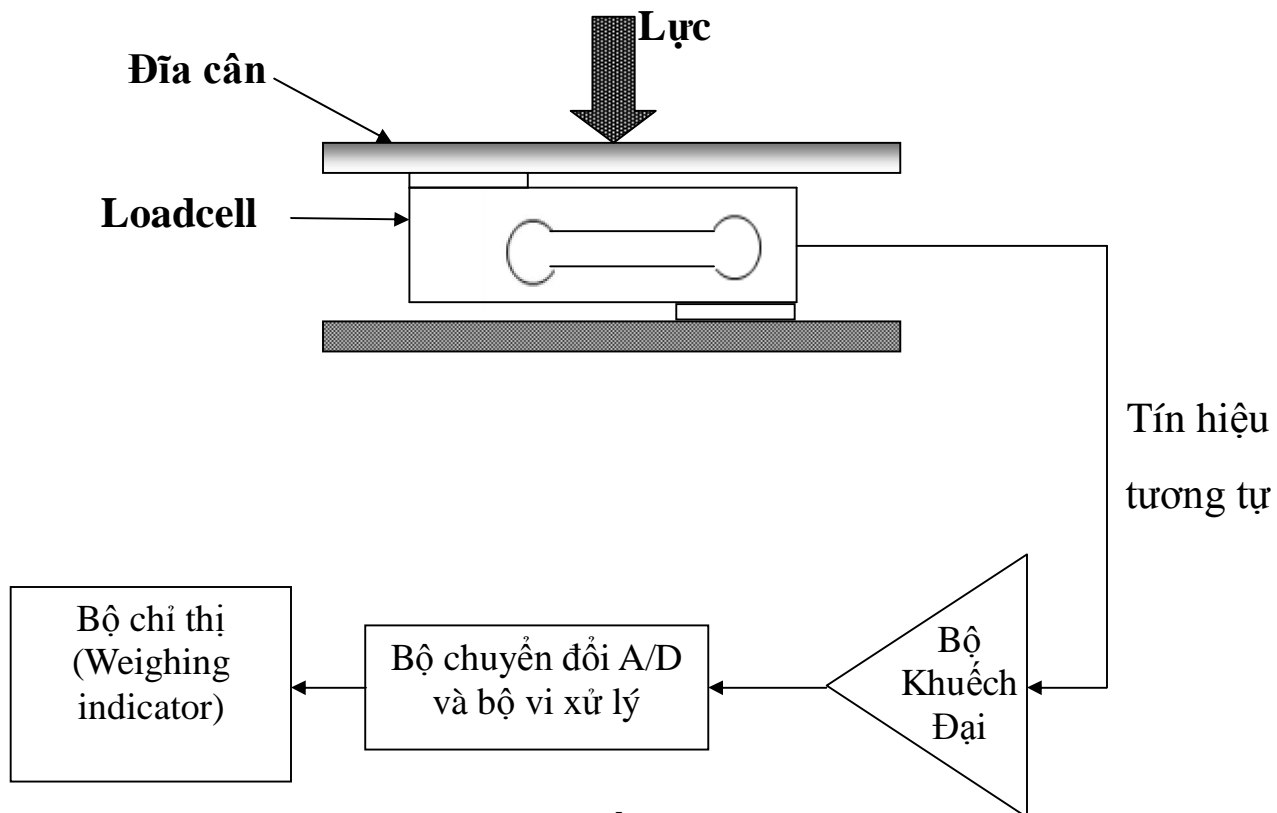 Lực
Đĩa cân
Loadcell
Tín hiệu
tương tự
Bộ chỉ thị
(Weighing
indicator)
Bộ chuyển đổi A/D
và bộ vi xử lý
Bộ
Khuếch
Đại